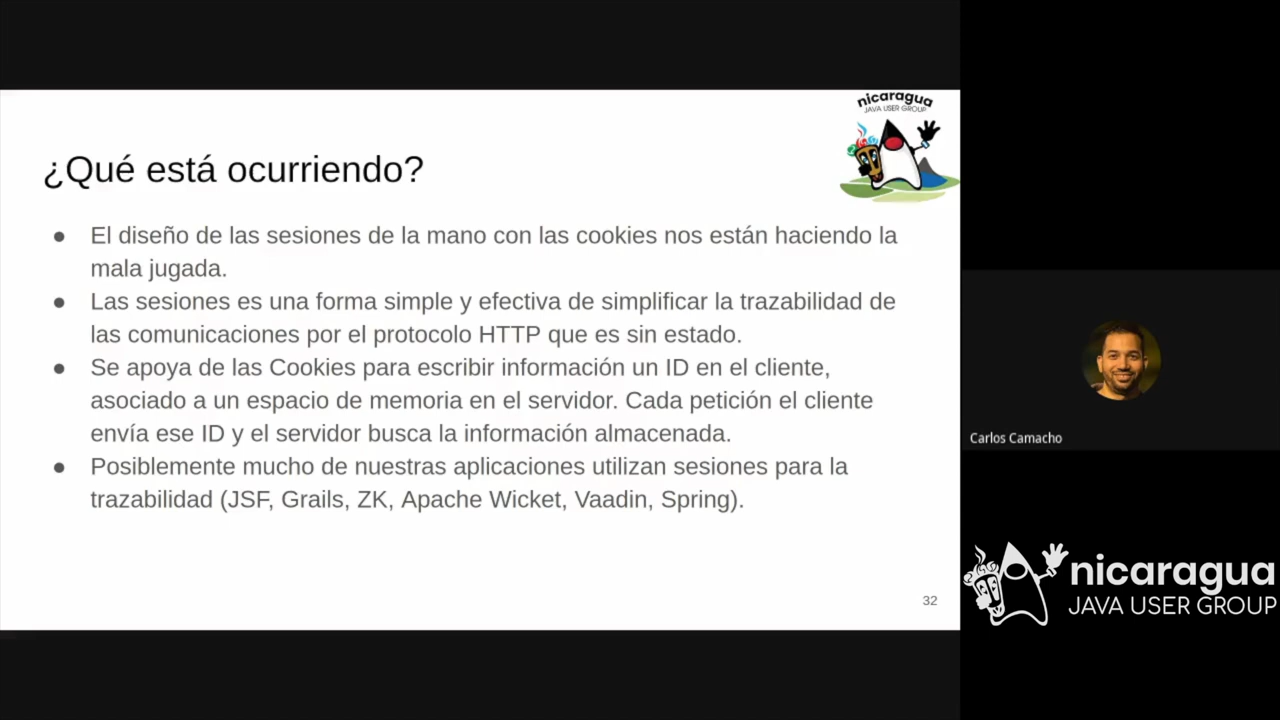 nicaragua
JAVA USER GROUP
¿Qué está ocurriendo?
● El diseño de las sesiones de la mano con las cookies nos están haciendo la
mala jugada.
● Las sesiones es una forma simple y efectiva de simplificar la trazabilidad de
las comunicaciones por el protocolo HTTP que es sin estado.
● Se apoya de las Cookies para escribir información un ID en el cliente,
asociado a un espacio de memoria en el servidor. Cada petición el cliente
envía ese ID y el servidor busca la información almacenada.
● Posiblemente mucho de nuestras aplicaciones utilizan sesiones para la
trazabilidad (JSF, Grails, ZK, Apache Wicket, Vaadin, Spring).
32
Carlos Camacho
nicaragua
JAVA USER GROUP